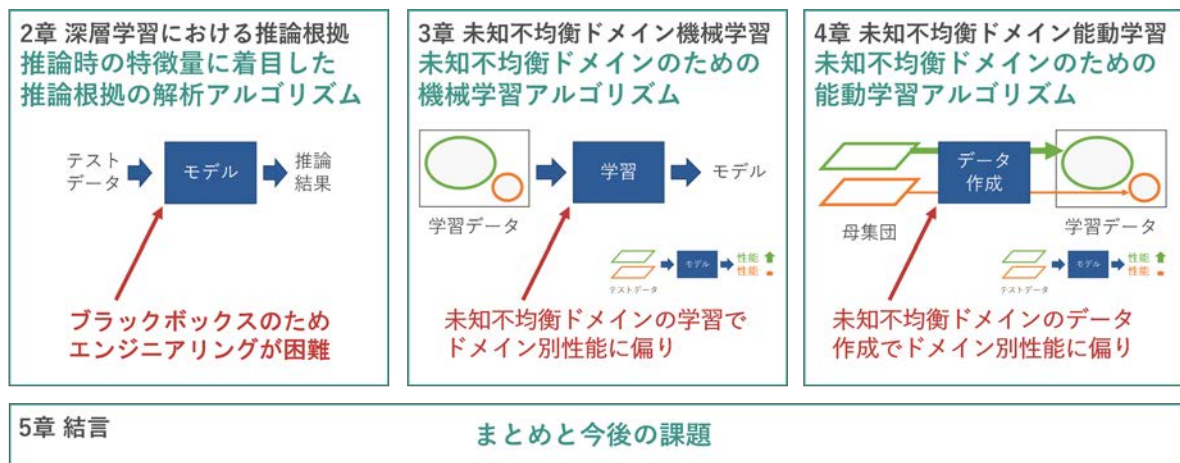 2章 深層学習における推論根拠
推論時の特徴量に着目した
推論根拠の解析アルゴリズム
テスト
データ
モデル
推論
結果
ブラックボックスのため
エンジニアリングが困難
3章 未知不均衡ドメイン機械学習
未知不均衡ドメインのための
機械学習アルゴリズム
学習データ
学習
モデル
テストデータ
モデル
性能
性能
未知不均衡ドメインの学習で
ドメイン別性能に偏り
4章 未知不均衡ドメイン能動学習
未知不均衡ドメインのための
能動学習アルゴリズム
母集団
データ
作成
学習データ
テストデータ
モデル
性能
性能
未知不均衡ドメインのデータ
作成でドメイン別性能に偏り
5章 結言
まとめと今後の課題